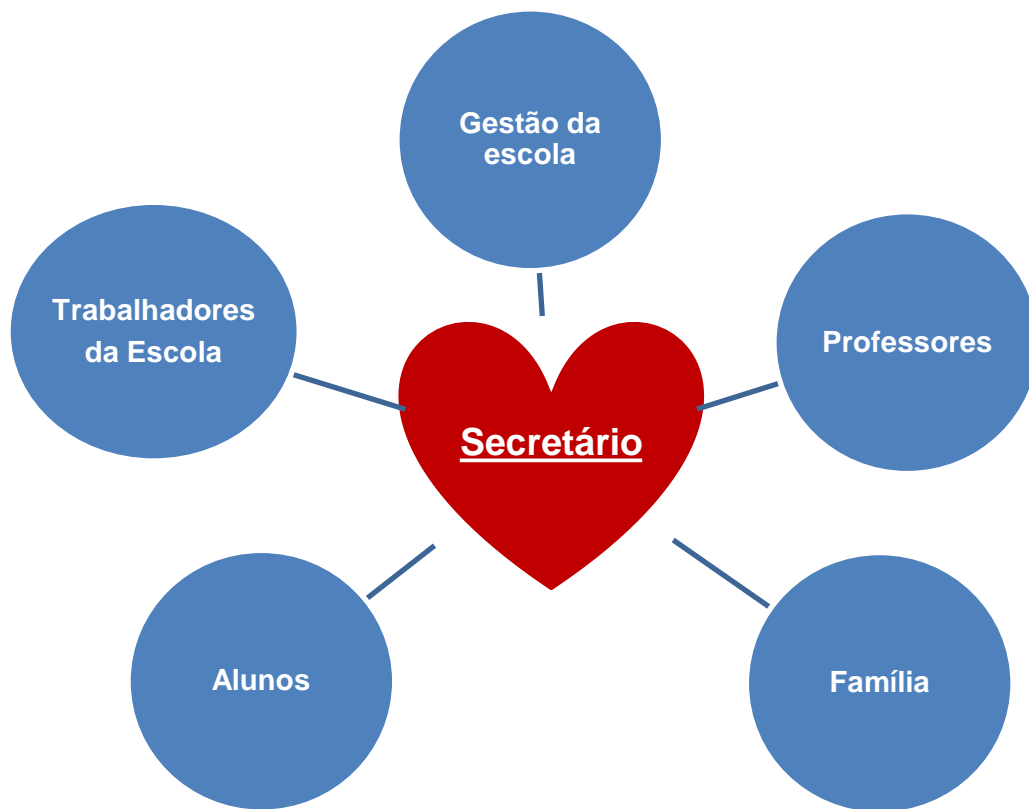 Gestão da
escola
Trabalhadores
da Escola
Professores
Secretário
Alunos
Família